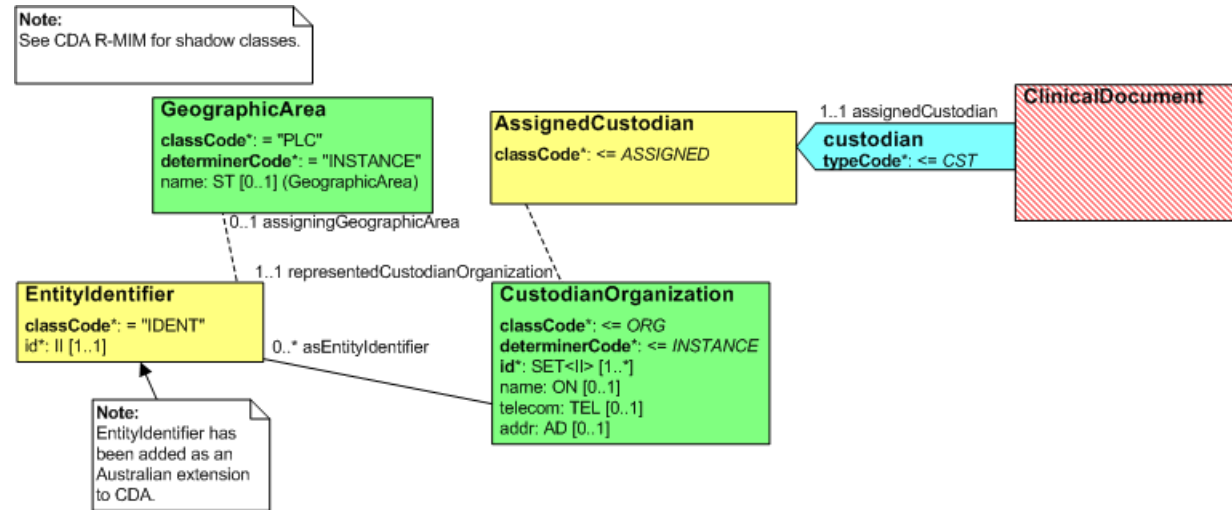 Note:
See CDA R-MIM for shadow classes.
GeographicArea
classCode*: = "PLC"
determinerCode*: = "INSTANCE"
name: ST [0..1] (GeographicArea)
AssignedCustodian
classCode*: <= ASSIGNED
1..1 assignedCustodian
custodian
typeCode*: <= CST
ClinicalDocument
0..1 assigningGeographicArea
1..1 representedCustodianOrganization
EntityIdentifier
classCode*: = "IDENT"
id*: II [1..1]
0..* asEntityIdentifier
CustodianOrganization
classCode*: <= ORG
determinerCode*: <= INSTANCE
id*: SET<II> [1..*]
name: ON [0..1]
telecom: TEL [0..1]
addr: AD [0..1]
Note:
EntityIdentifier has
been added as an
Australian extension
to CDA.